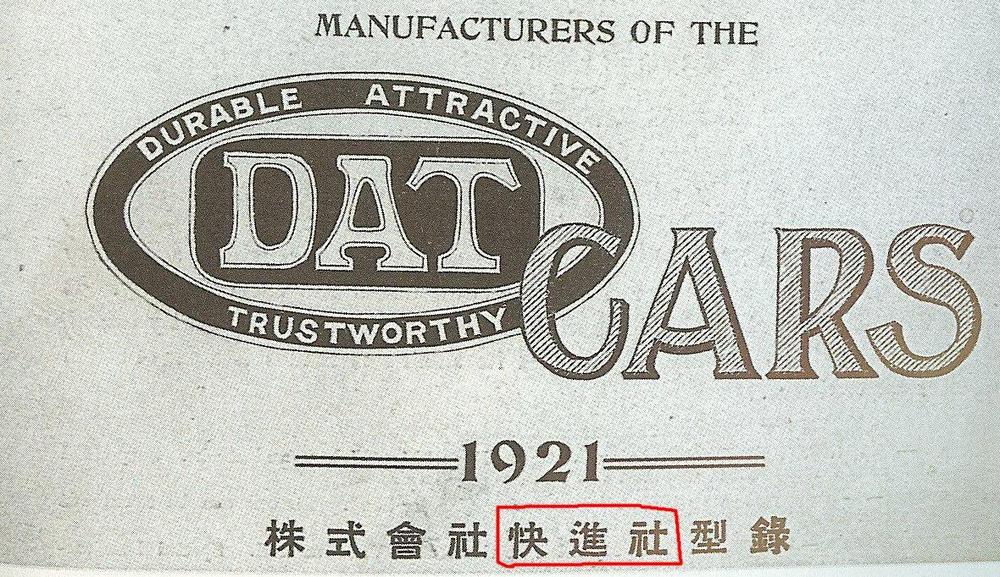 MANUFACTURERS OF THE
DURABLE ATTRACTIVE
DAT CARS
TRUSTWORTHY
1921
株式會社快進社型錄